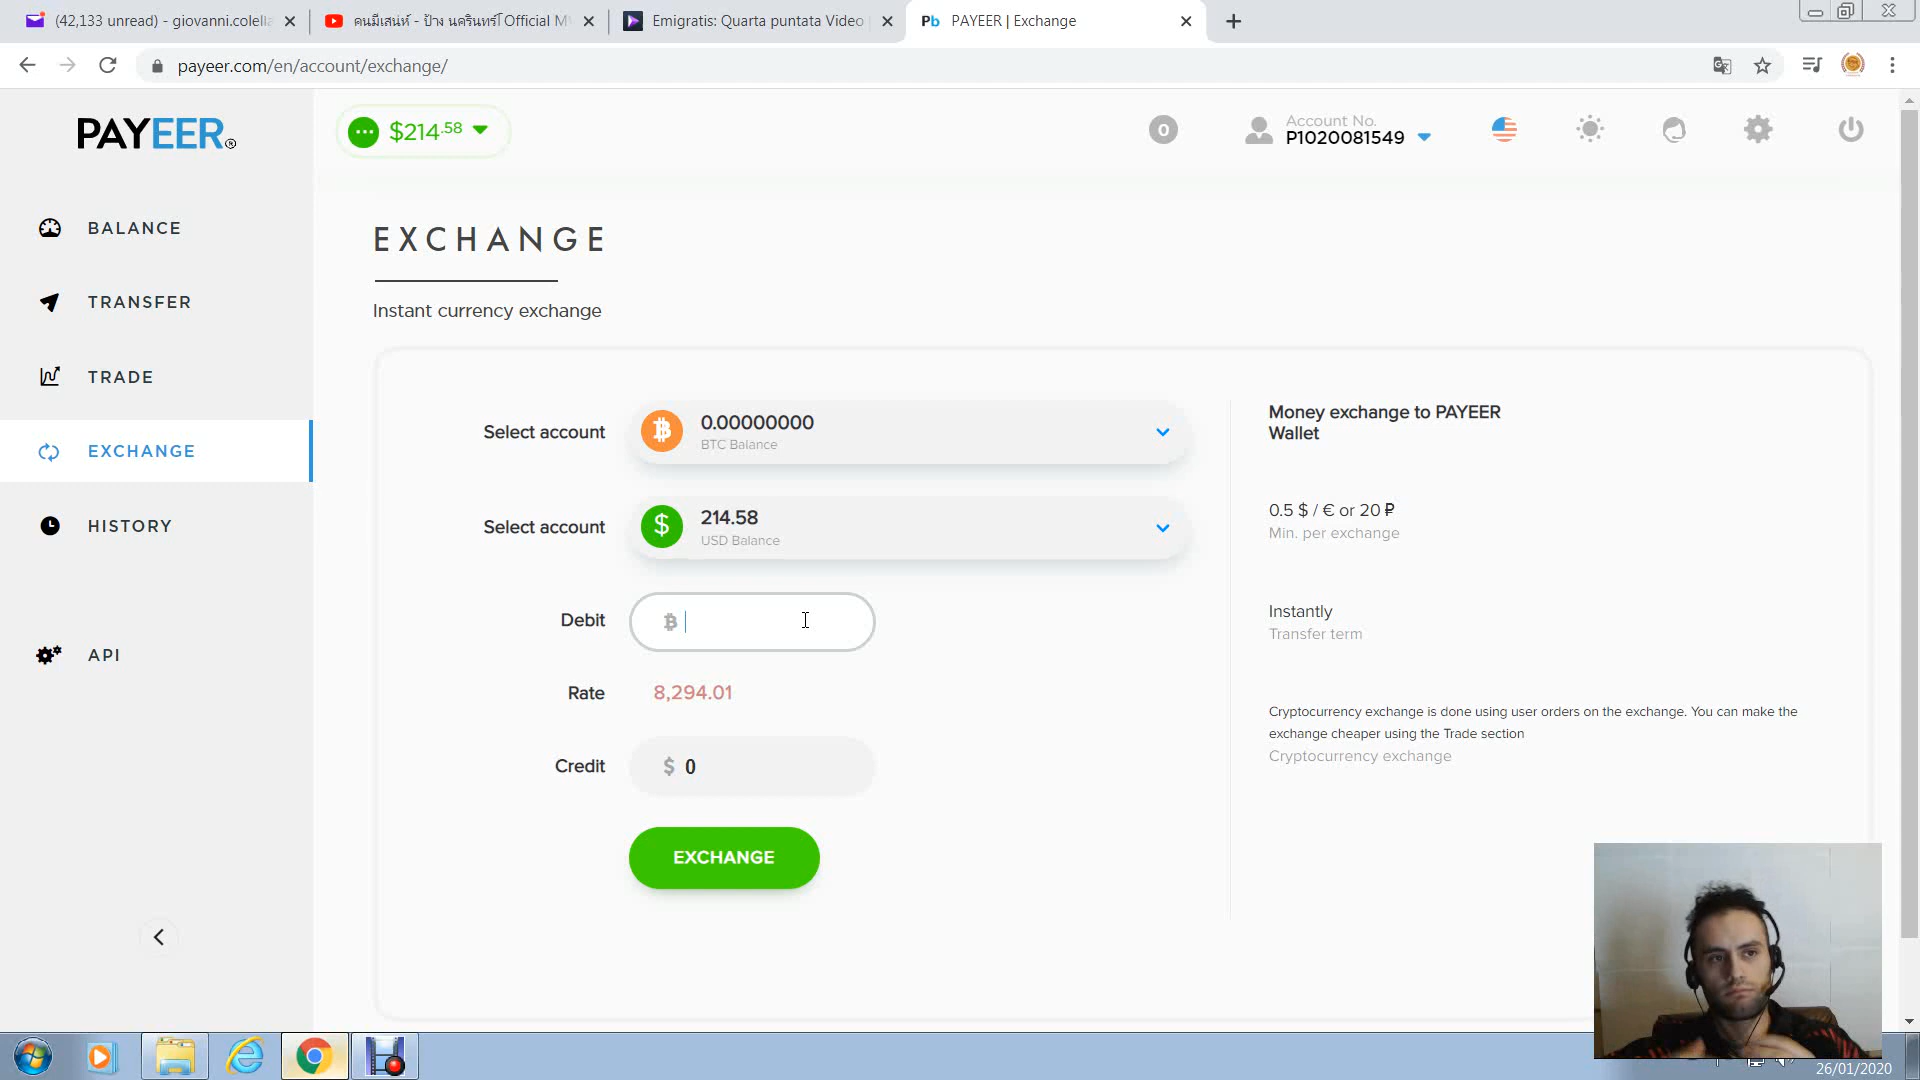 (42,133 unread) - giovanni.colella
คนมีเสน่ห์ - ป้าง นครินทร์ [Official M
Emigratis: Quarta puntata Video
Pb PAYEER | Exchange
payeer.com/en/account/exchange/
PAYEER®
$214.58
0
Account No.
P1020081549
BALANCE
TRANSFER
TRADE
EXCHANGE
HISTORY
API
EXCHANGE
Instant currency exchange
Select account
0.00000000
BTC Balance
Select account
$
214.58
USD Balance
Debit
Rate
8,294.01
Credit
$ 0
EXCHANGE
Money exchange to PAYEER
Wallet
0.5 $ / € or 20 ₽
Min. per exchange
Instantly
Transfer term
Cryptocurrency exchange is done using user orders on the exchange. You can make the
exchange cheaper using the Trade section
Cryptocurrency exchange
26/01/2020